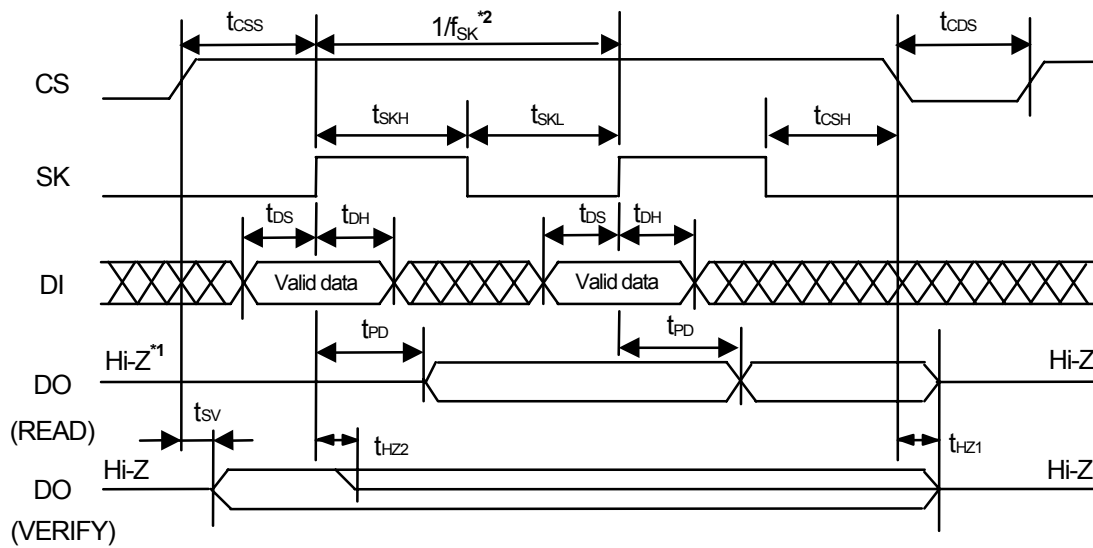 tCSS 1/fSK*2 tCDS
CS
tSKH tSKL tCSH
SK
tDS tDH tDS tDH
DI Valid data Valid data
tPD tPD
Hi-Z*1 Hi-Z
DO
(READ) tSV tHZ2 tHZ1
Hi-Z Hi-Z
DO
(VERIFY)